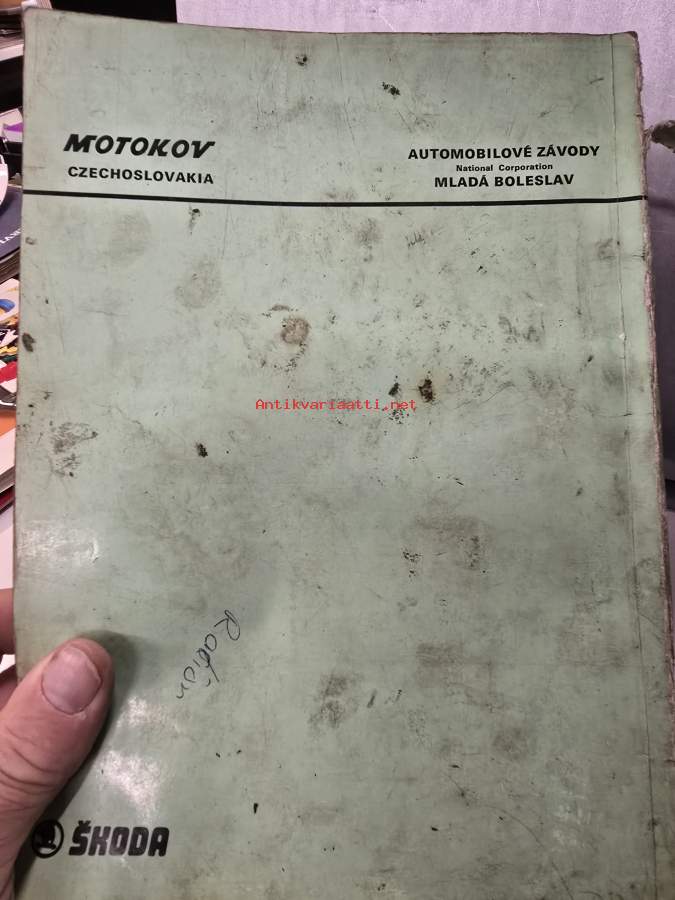 MOTOKOV
CZECHOSLOVAKIA
AUTOMOBILOVÉ ZÁVODY
National Corporation
MLADÁ BOLESLAV
Antikvariaatti.net
ŠKODA